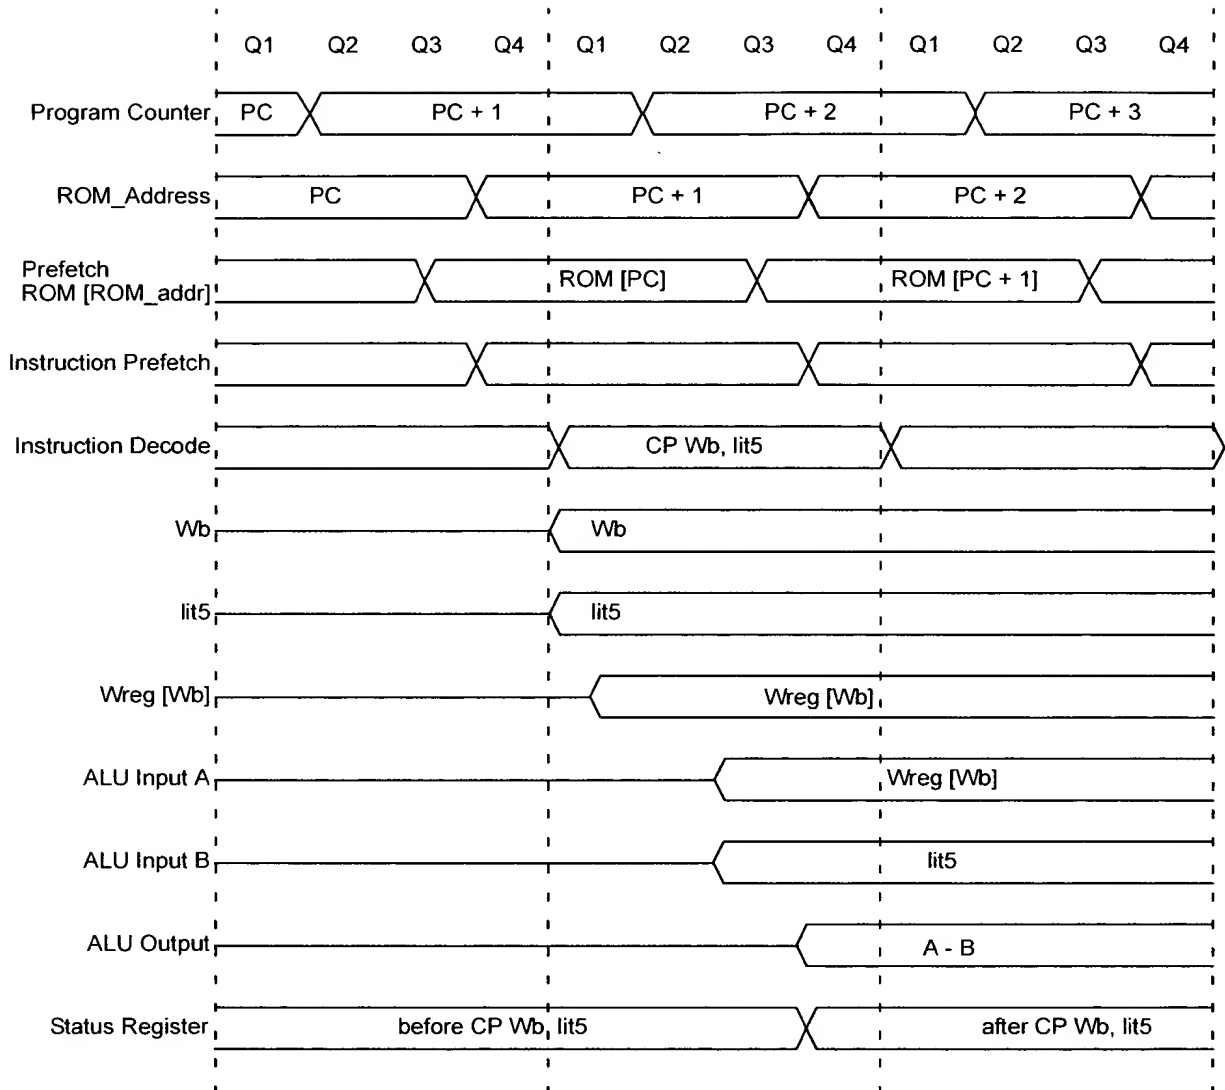 Q1 Q2 Q3 Q4 Q1 Q2 Q3 Q4 Q1 Q2 Q3 Q4
Program Counter PC PC + 1 PC + 2 PC + 3
ROM_Address PC PC + 1 PC + 2
Prefetch
ROM [ROM_addr] ROM [PC] ROM [PC + 1]
Instruction Prefetch
Instruction Decode CP Wb, lit5
Wb Wb
lit5 lit5
Wreg [Wb] Wreg [Wb]
ALU Input A Wreg [Wb]
ALU Input B lit5
ALU Output A - B
Status Register before CP Wb, lit5 after CP Wb, lit5